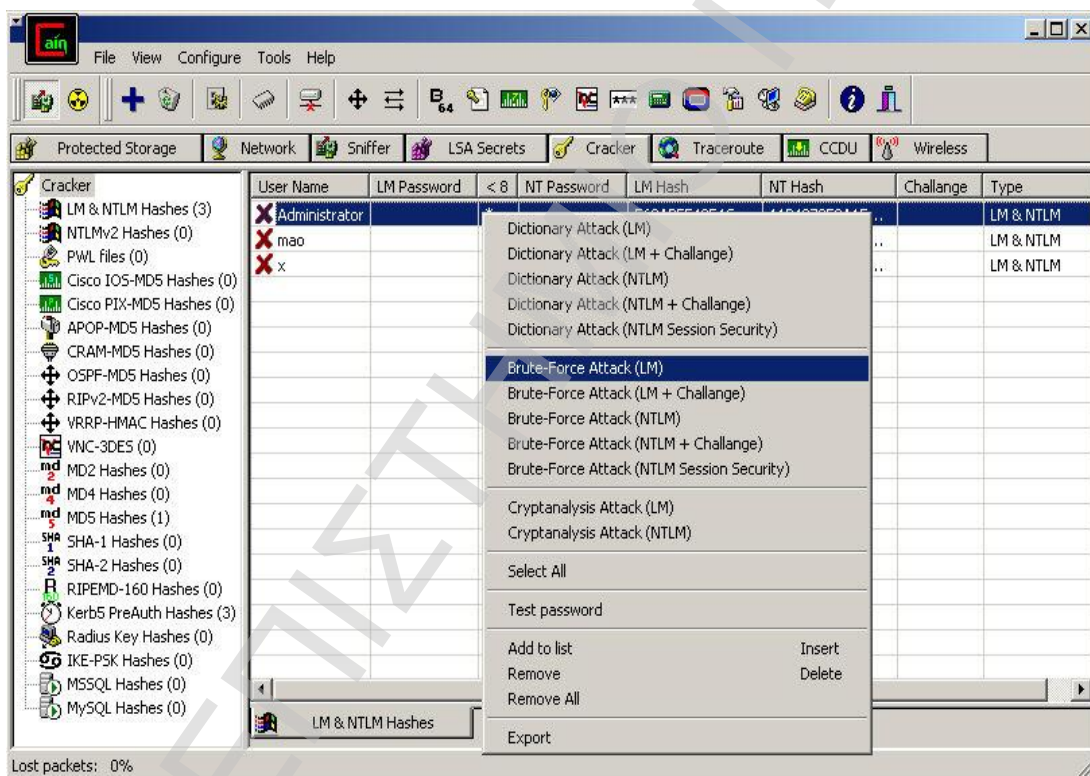 Caín
File View Configure Tools Help
B 64
Protected Storage Network Sniffer LSA Secrets Cracker Traceroute CCDU Wireless
Cracker
LM & NTLM Hashes (3)
NTLMv2 Hashes (0)
PWL files (0)
Cisco IOS-MD5 Hashes (0)
Cisco PIX-MD5 Hashes (0)
APOP-MD5 Hashes (0)
CRAM-MD5 Hashes (0)
OSPF-MD5 Hashes (0)
RIPv2-MD5 Hashes (0)
VRRP-HMAC Hashes (0)
VNC-3DES (0)
MD2 Hashes (0)
MD4 Hashes (0)
MD5 Hashes (1)
SHA-1 Hashes (0)
SHA-2 Hashes (0)
RIPEMD-160 Hashes (0)
Kerb5 PreAuth Hashes (3)
Radius Key Hashes (0)
IKE-PSK Hashes (0)
MSSQL Hashes (0)
MySQL Hashes (0)
User Name LM Password < 8 NT Password LM Hash NT Hash Challange Type
Administrator LM & NTLM
mao LM & NTLM
x LM & NTLM
Dictionary Attack (LM)
Dictionary Attack (LM + Challange)
Dictionary Attack (NTLM)
Dictionary Attack (NTLM + Challange)
Dictionary Attack (NTLM Session Security)
Brute-Force Attack (LM)
Brute-Force Attack (LM + Challange)
Brute-Force Attack (NTLM)
Brute-Force Attack (NTLM + Challange)
Brute-Force Attack (NTLM Session Security)
Cryptanalysis Attack (LM)
Cryptanalysis Attack (NTLM)
Select All
Test password
Add to list Insert
Remove Delete
Remove All
Export
LM & NTLM Hashes
Lost packets: 0%